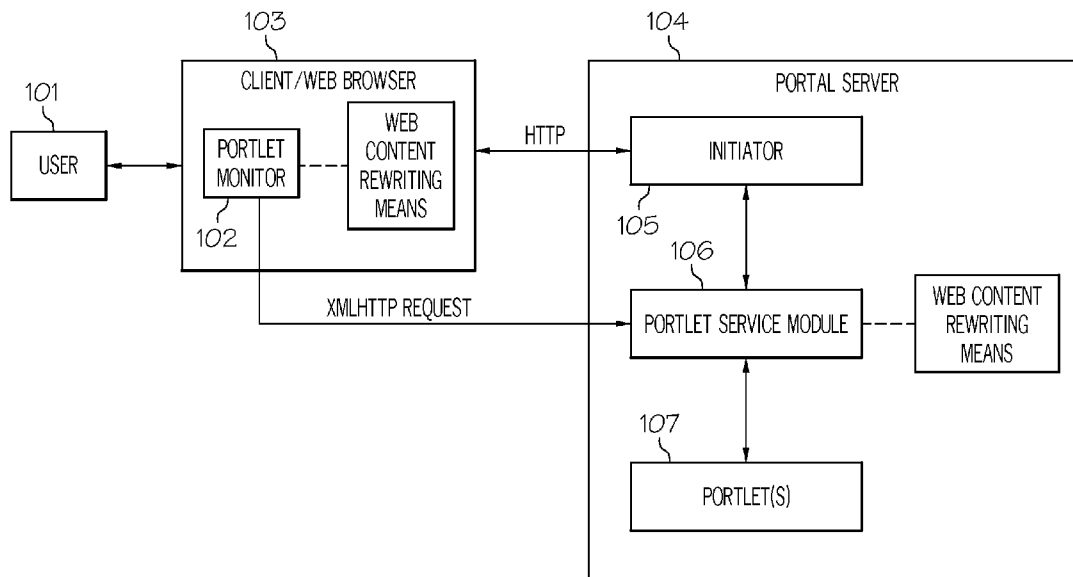 103
104
CLIENT/WEB BROWSER
PORTAL SERVER
101
USER
PORTLET
MONITOR
102
WEB
CONTENT
REWRITING
MEANS
HTTP
INITIATOR
105
106
XMLHTTP REQUEST
PORTLET SERVICE MODULE
WEB CONTENT
REWRITING
MEANS
107
PORTLET(S)